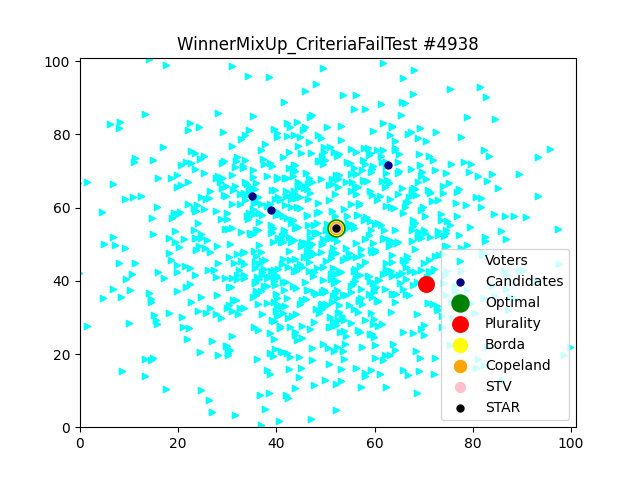 WinnerMixUp_CriteriaFailTest #4938
100
80
60
40
20
0
0
20
40
60
80
100
Voters
Candidates
Optimal
Plurality
Borda
Copeland
STV
STAR